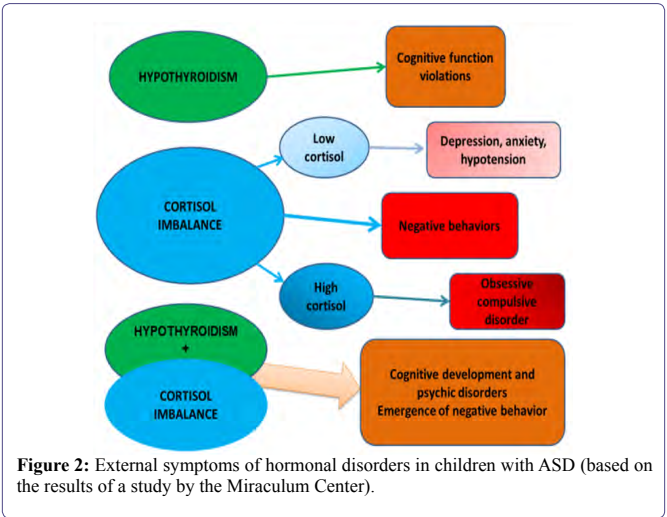 HYPOTHYROIDISM
Cognitive function
violations
Low
cortisol
Depression, anxiety,
hypotension
CORTISOL
IMBALANCE
Negative behaviors
High
cortisol
Obsessive
compulsive
disorder
HYPOTHYROIDISM
+
CORTISOL
IMBALANCE
Cognitive development and
psychic disorders
Emergence of negative behavior
Figure 2: External symptoms of hormonal disorders in children with ASD (based on
the results of a study by the Miraculum Center).